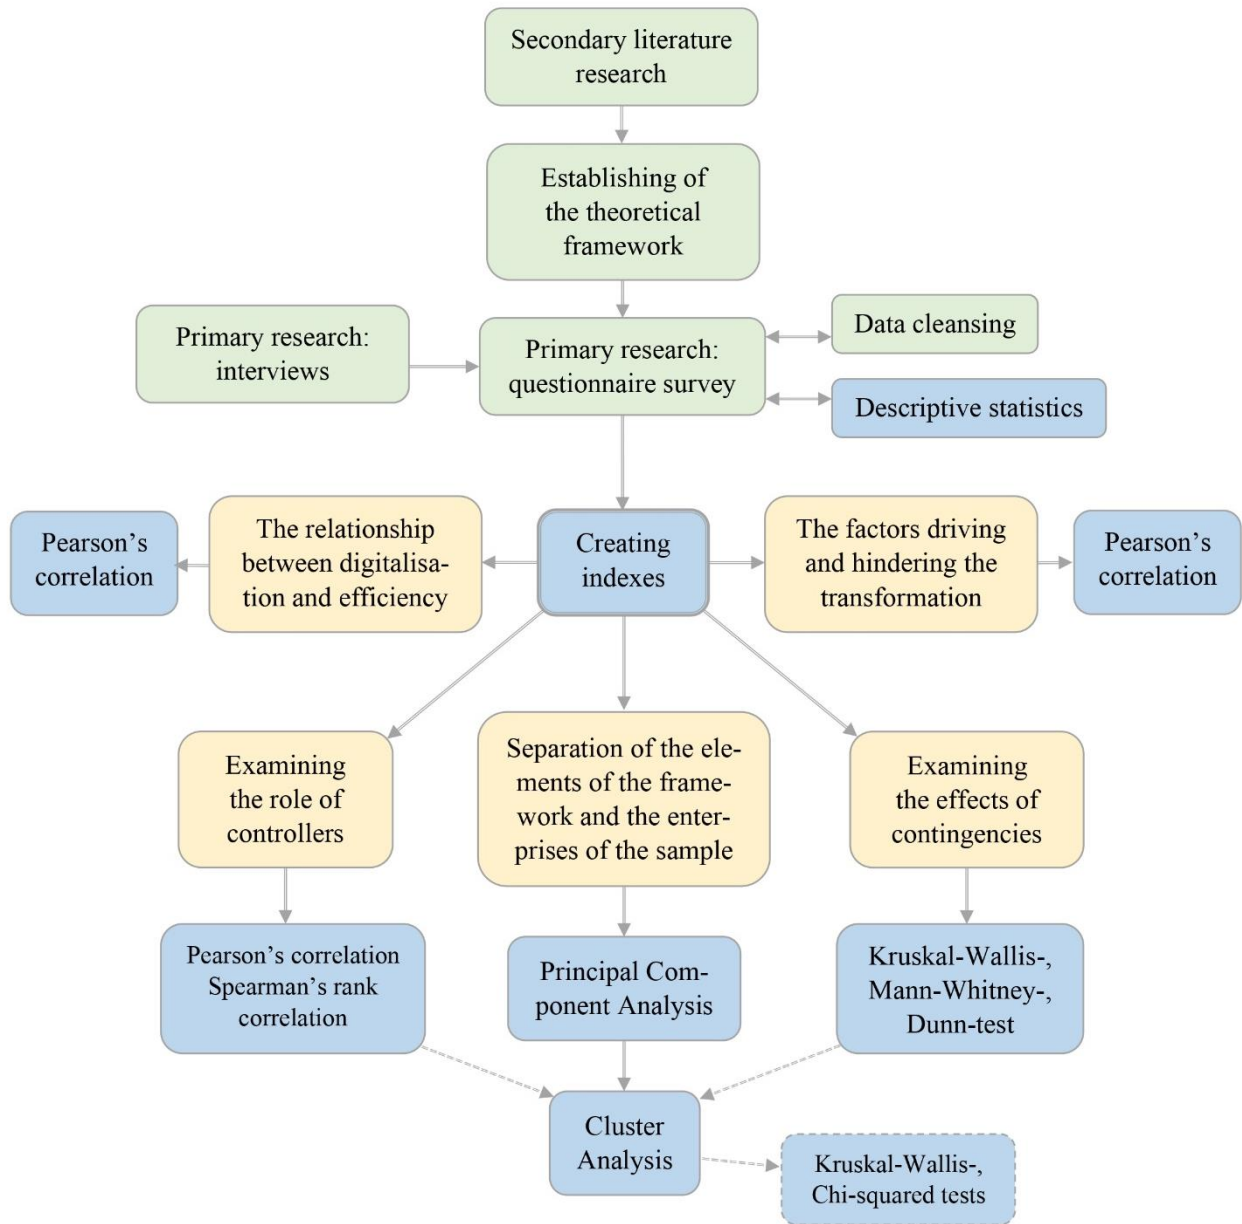 Secondary literature
research
Establishing of
the theoretical
framework
Primary research:
interviews
Primary research:
questionnaire survey
Data cleansing
Descriptive statistics
Pearson’s
correlation
The relationship
between digitalisa-
tion and efficiency
Creating
indexes
The factors driving
and hindering the
transformation
Pearson’s
correlation
Examining
the role of
controllers
Separation of the ele-
ments of the frame-
work and the enter-
prises of the sample
Examining
the effects of
contingencies
Pearson’s correlation
Spearman’s rank
correlation
Principal Com-
ponent Analysis
Kruskal-Wallis-,
Mann-Whitney-,
Dunn-test
Cluster
Analysis
Kruskal-Wallis-,
Chi-squared tests